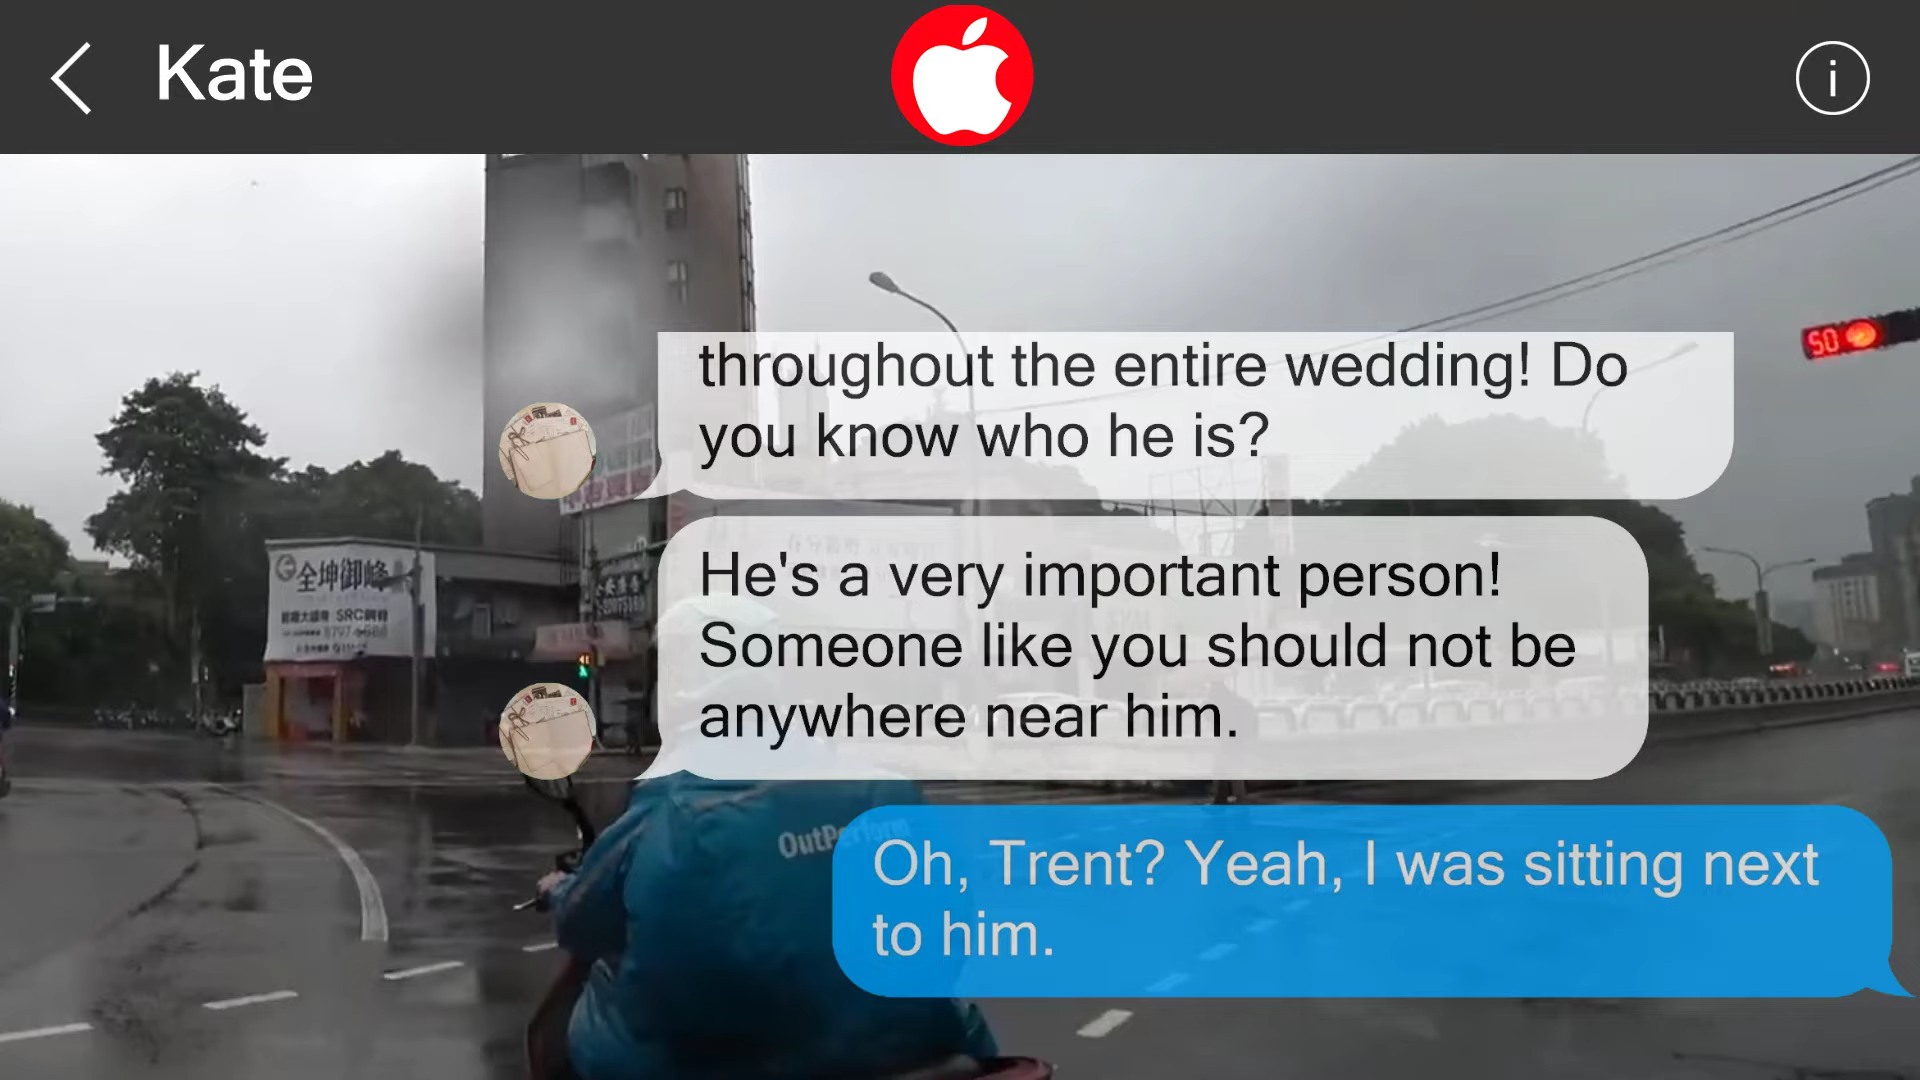 Kate
i
50
throughout the entire wedding! Do
you know who he is?
He's a very important person!
Someone like you should not be
anywhere near him.
全坤御峰
SRC
OutPerform
Oh, Trent? Yeah, I was sitting next
to him.